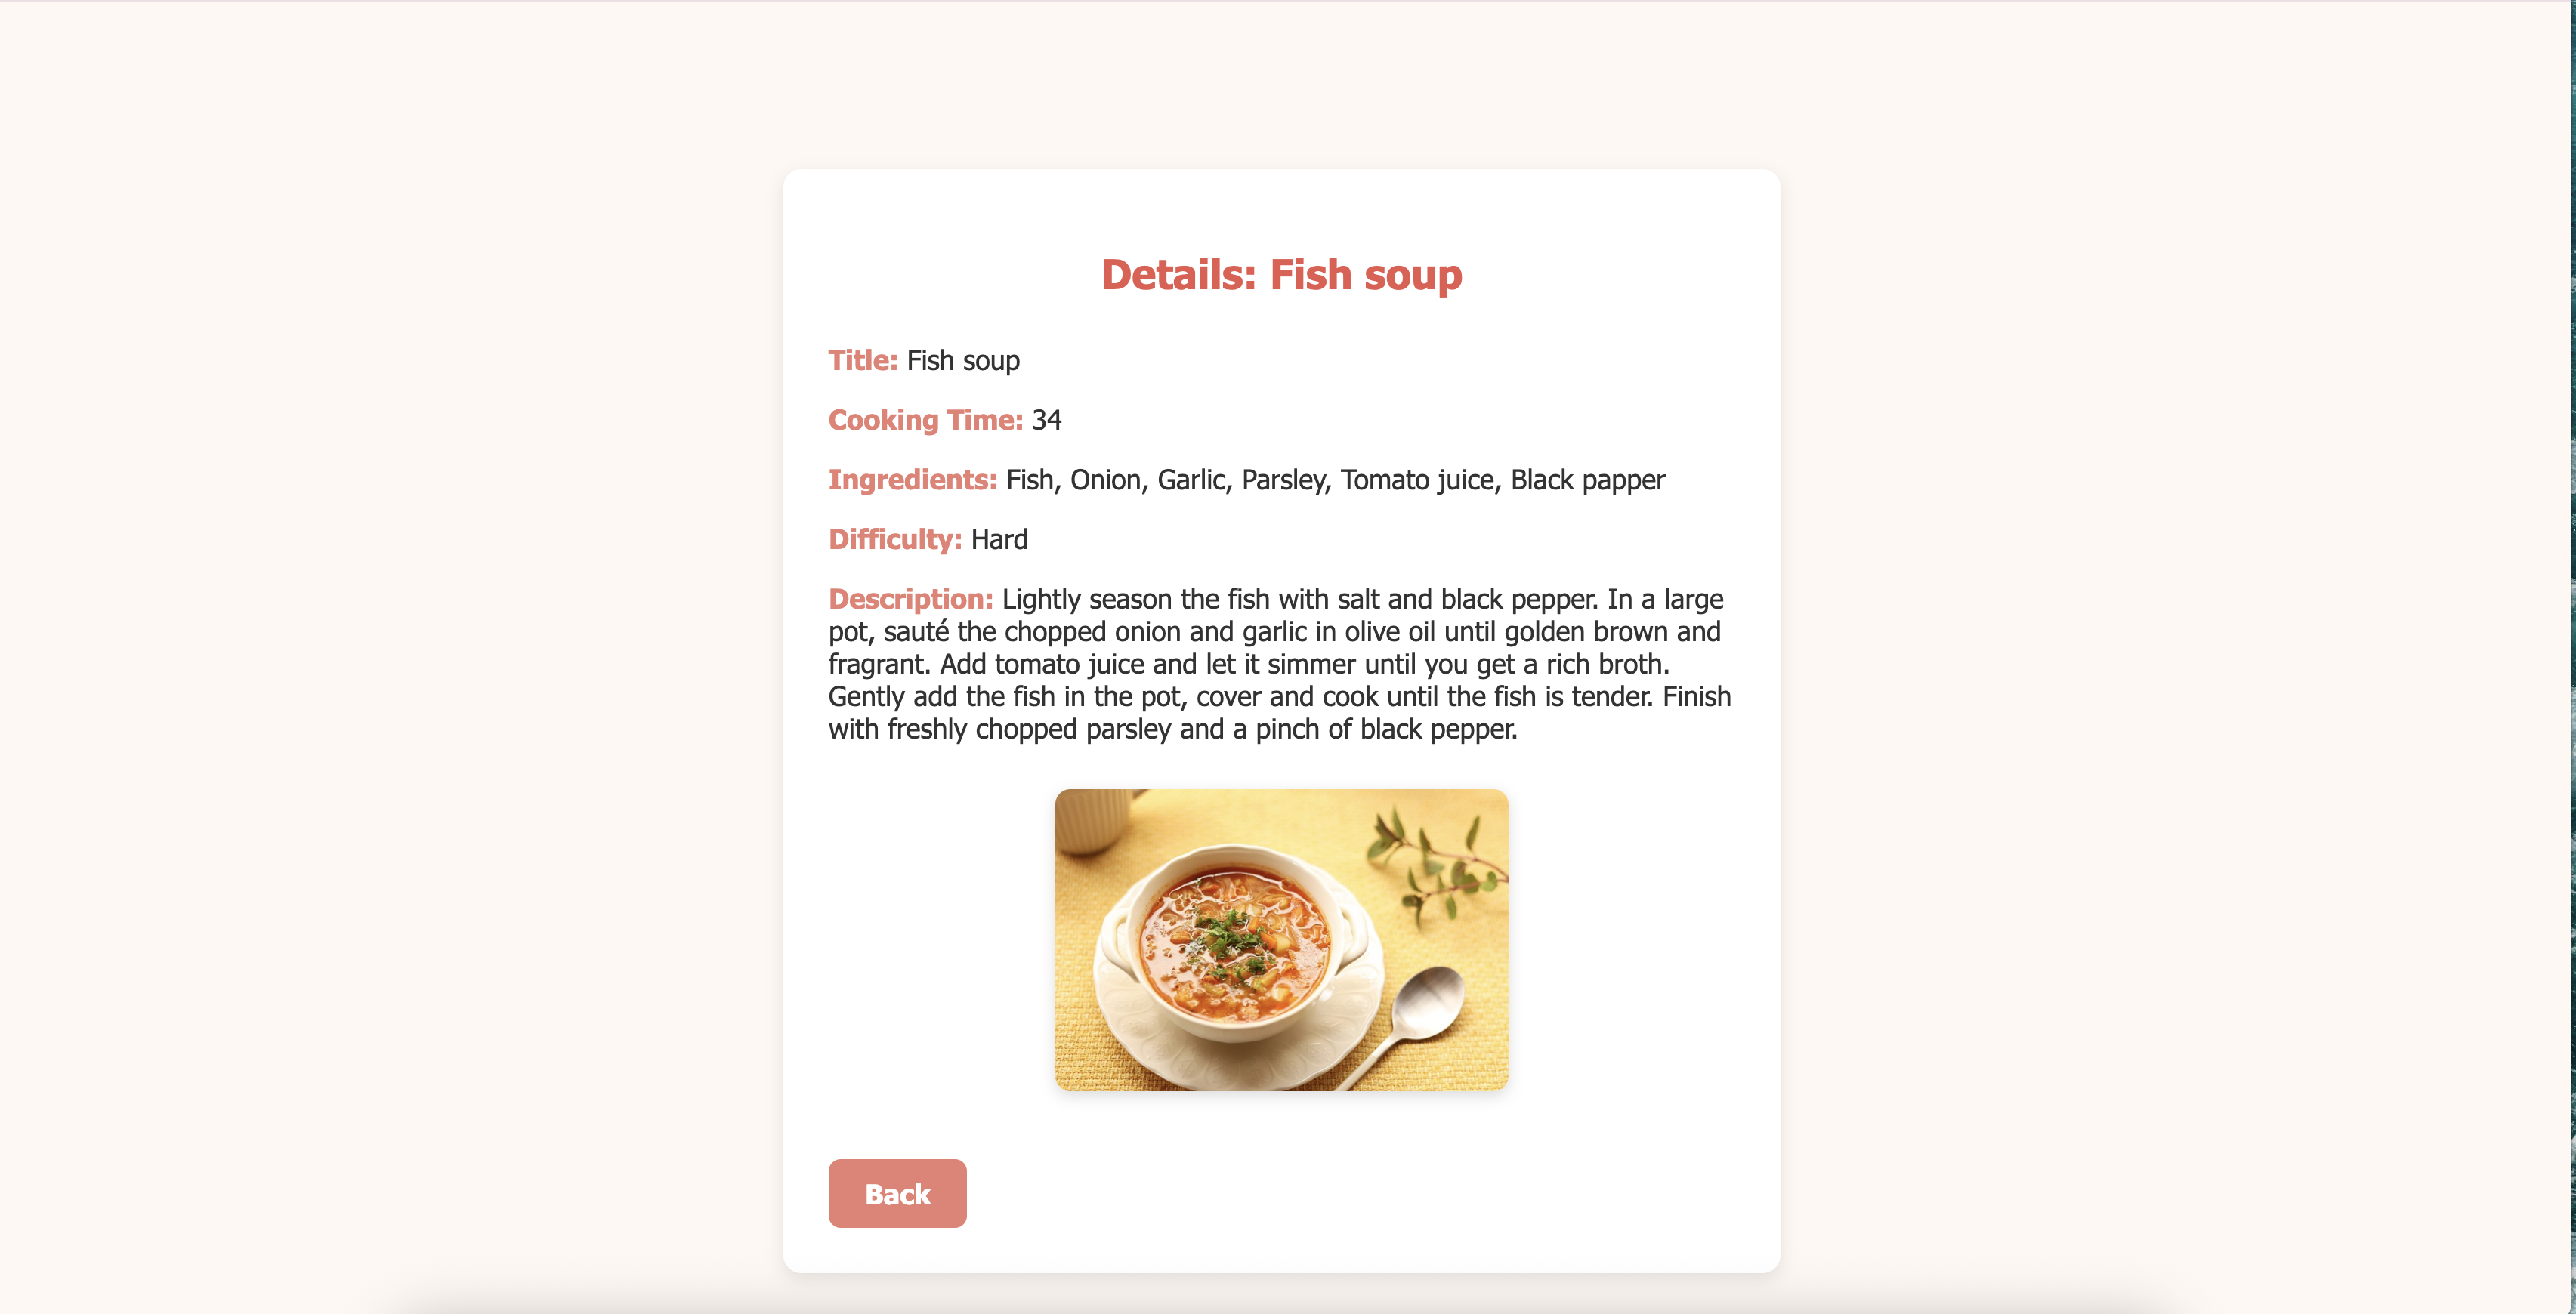 Details: Fish soup
Title: Fish soup
Cooking Time: 34
Ingredients: Fish, Onion, Garlic, Parsley, Tomato juice, Black papper
Difficulty: Hard
Description: Lightly season the fish with salt and black pepper. In a large
pot, sauté the chopped onion and garlic in olive oil until golden brown and
fragrant. Add tomato juice and let it simmer until you get a rich broth.
Gently add the fish in the pot, cover and cook until the fish is tender. Finish
with freshly chopped parsley and a pinch of black pepper.
Back